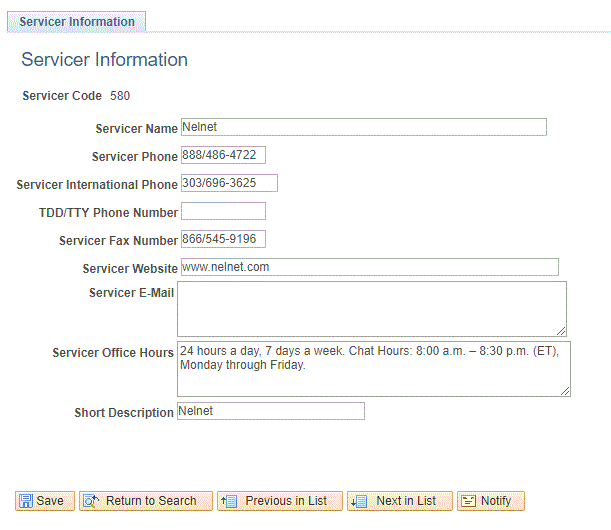 Servicer Information
Servicer Information
Servicer Code 580
Servicer Name Nelnet
Servicer Phone 888/486-4722
Servicer International Phone 303/696-3625
TDD/TTY Phone Number
Servicer Fax Number 866/545-9196
Servicer Website www.nelnet.com
Servicer E-Mail
Servicer Office Hours 24 hours a day, 7 days a week. Chat Hours: 8:00 a.m. – 8:30 p.m. (ET),
Monday through Friday.
Short Description Nelnet
Save Return to Search Previous in List Next in List Notify